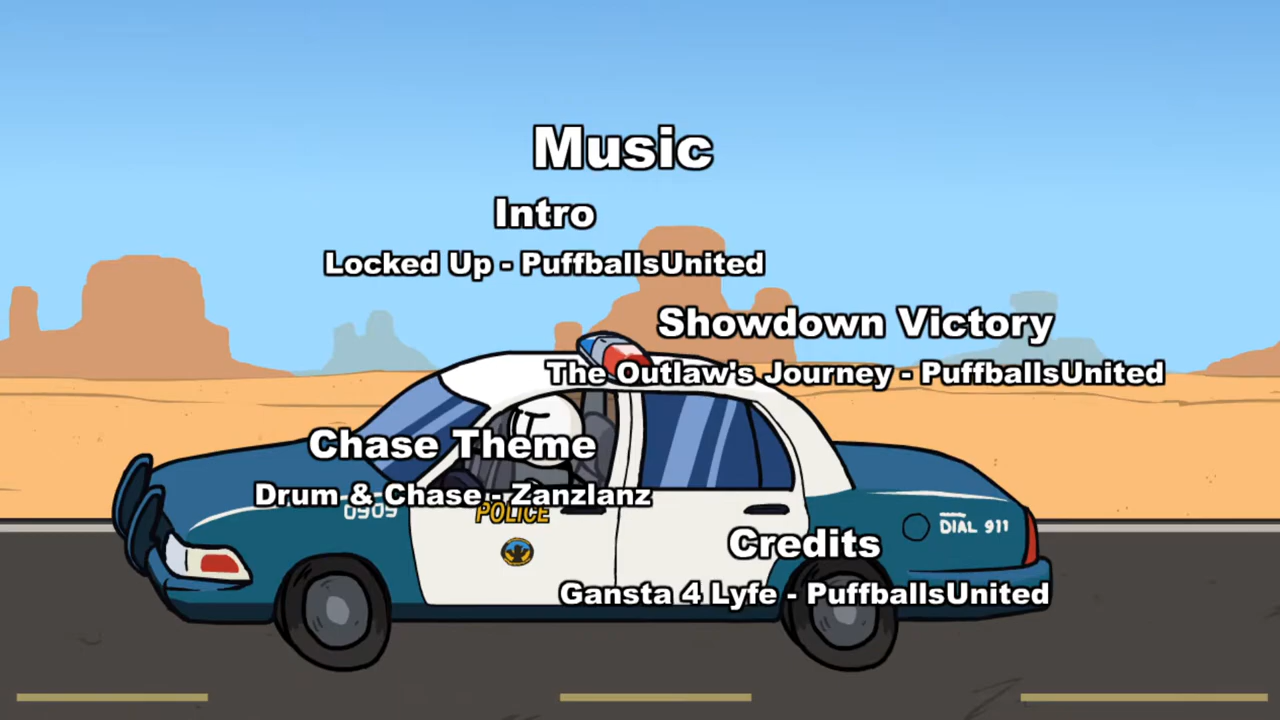 Music
Intro
Locked Up - PuffballsUnited
Showdown Victory
The Outlaw's Journey - PuffballsUnited
Chase Theme
Drum & Chase - Zanzlanz
0909
POLICE
DIAL 911
Credits
Gansta 4 Lyfe - PuffballsUnited